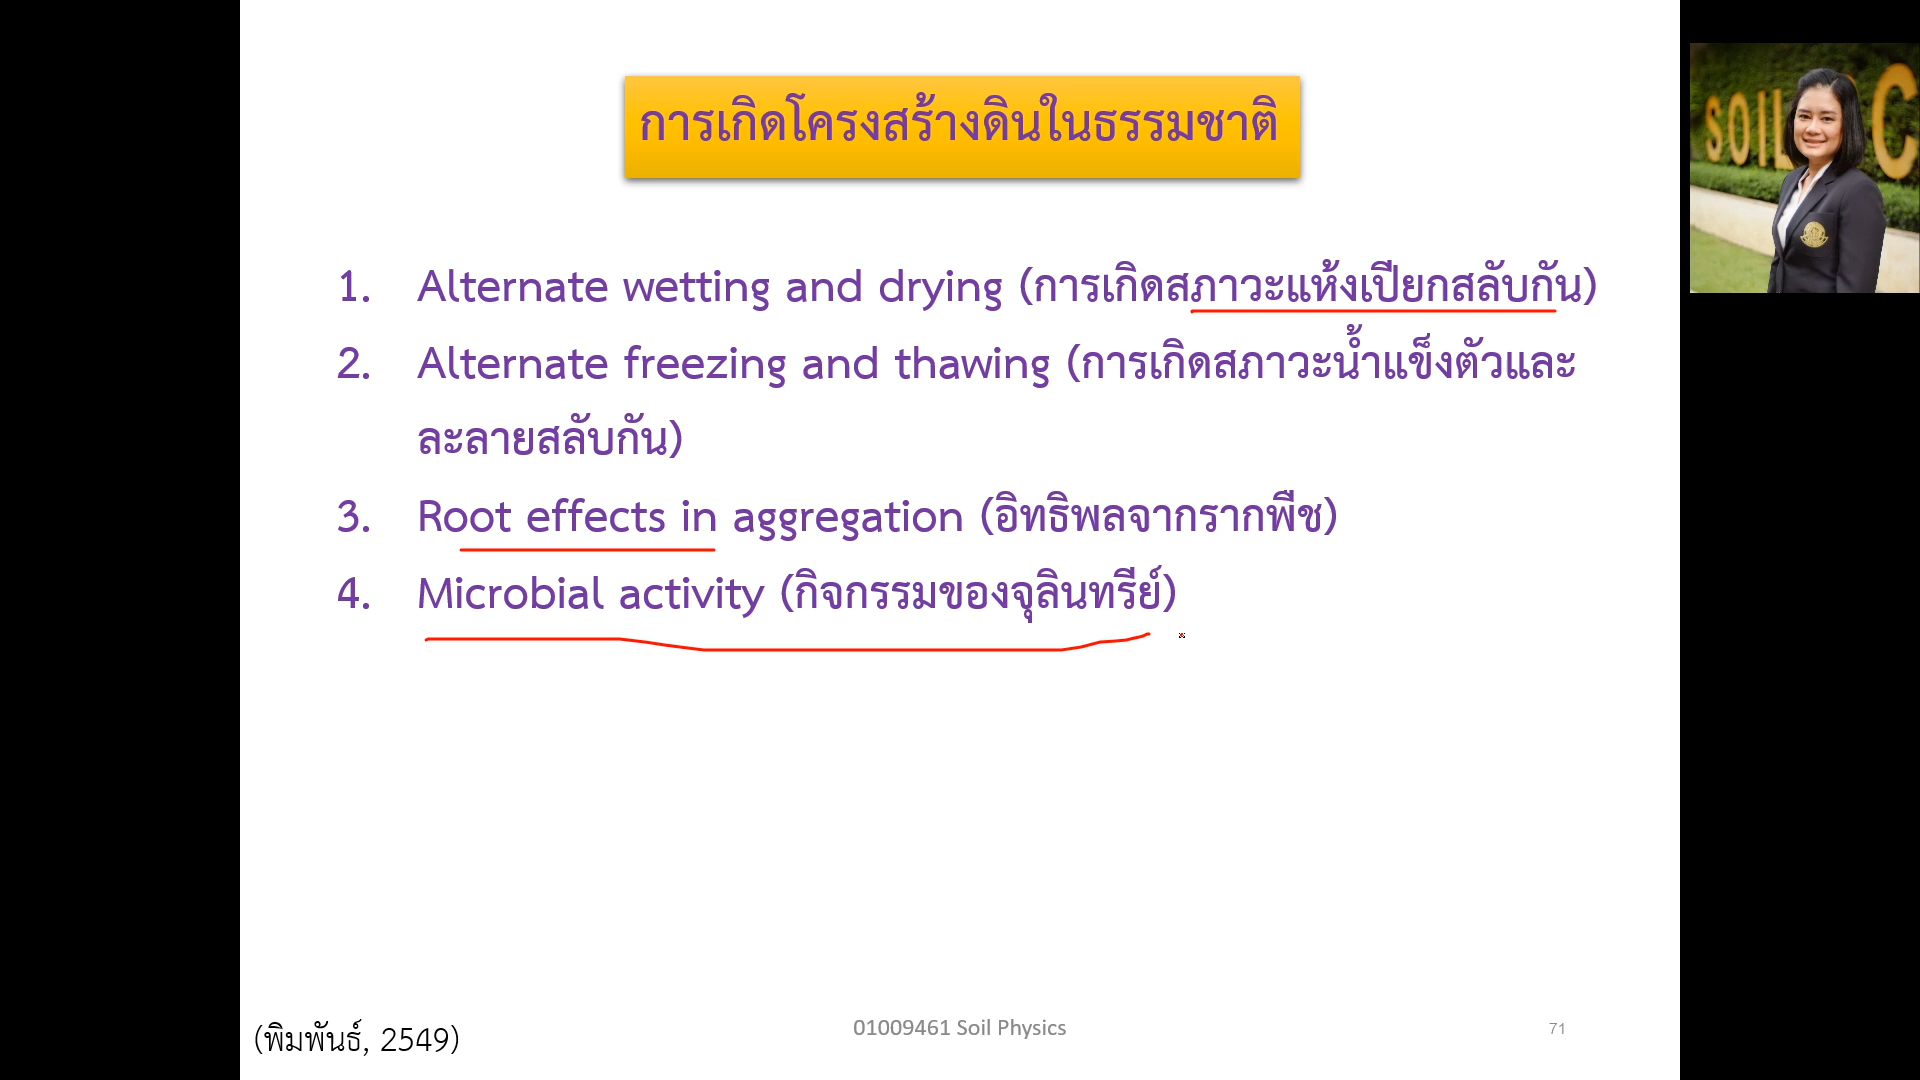 การเกิดโครงสร้างดินในธรรมชาติ
1. Alternate wetting and drying (การเกิดสภาวะแห้งเปียกสลับกัน)
2. Alternate freezing and thawing (การเกิดสภาวะน้ำแข็งตัวและ
ละลายสลับกัน)
3. Root effects in aggregation (อิทธิพลจากรากพืช)
4. Microbial activity (กิจกรรมของจุลินทรีย์)
(พิมพันธ์, 2549)
01009461 Soil Physics
71
SOIL
C